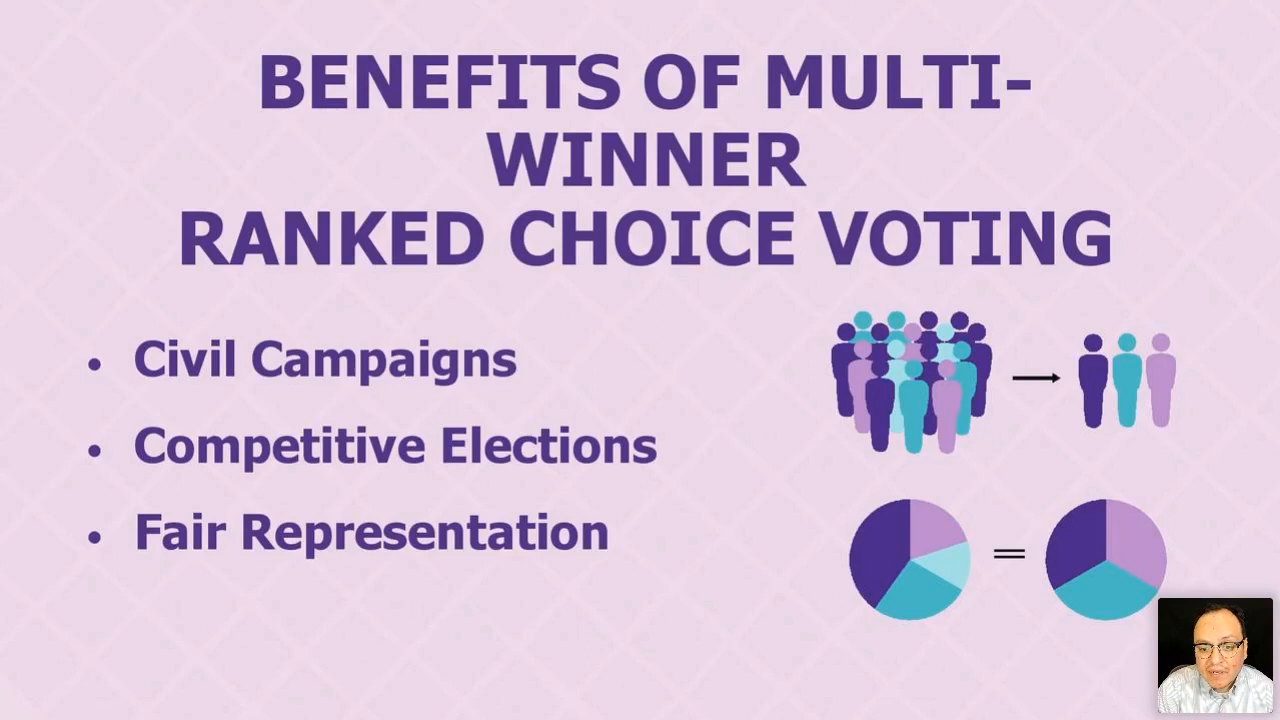 BENEFITS OF MULTI-
WINNER
RANKED CHOICE VOTING
• Civil Campaigns
• Competitive Elections
• Fair Representation
=